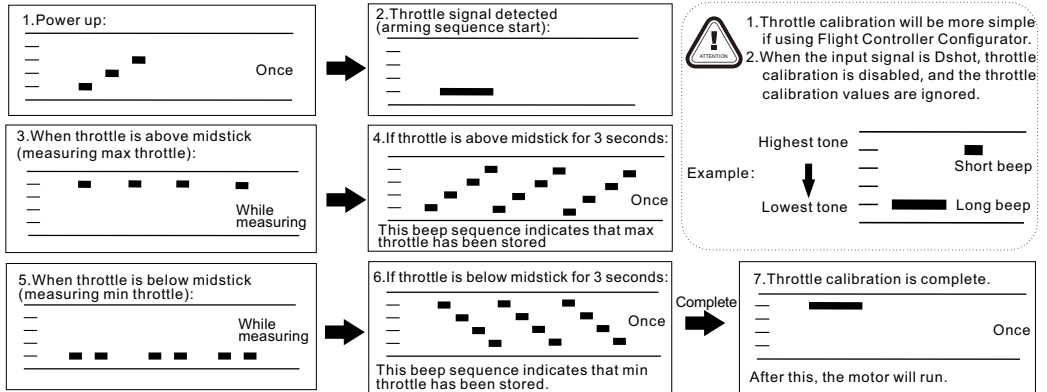 1.Power up:
Once
2.Throttle signal detected
(arming sequence start):
ATTENTION
1.Throttle calibration will be more simple
if using Flight Controller Configurator.
2.When the input signal is Dshot, throttle
calibration is disabled, and the throttle
calibration values are ignored.
Example:
Highest tone
Lowest tone
Short beep
Long beep
3.When throttle is above midstick
(measuring max throttle):
While
measuring
4.If throttle is above midstick for 3 seconds:
Once
This beep sequence indicates that max
throttle has been stored
5.When throttle is below midstick
(measuring min throttle):
While
measuring
6.If throttle is below midstick for 3 seconds:
Once
This beep sequence indicates that min
throttle has been stored.
Complete
7.Throttle calibration is complete.
Once
After this, the motor will run.